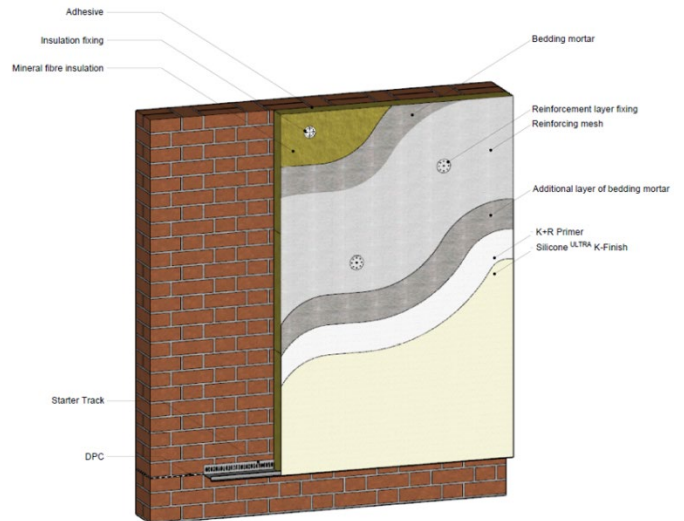 Adhesive
Insulation fixing
Mineral fibre insulation
Bedding mortar
Reinforcement layer fixing
Reinforcing mesh
Additional layer of bedding mortar
K+R Primer
Silicone ULTRA K-Finish
Starter Track
DPC